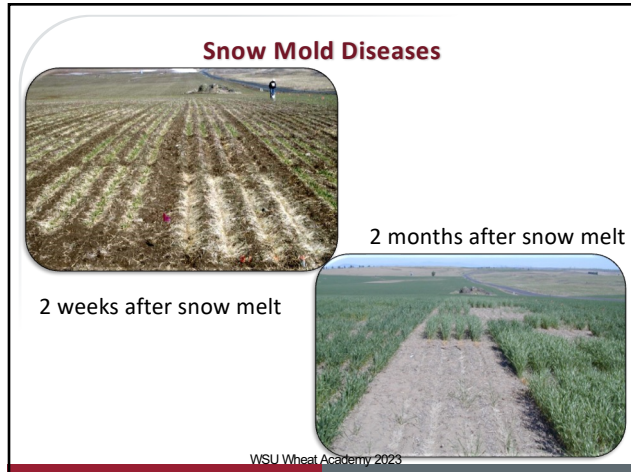 Snow Mold Diseases
2 months after snow melt
2 weeks after snow melt
WSU Wheat Academy 2023